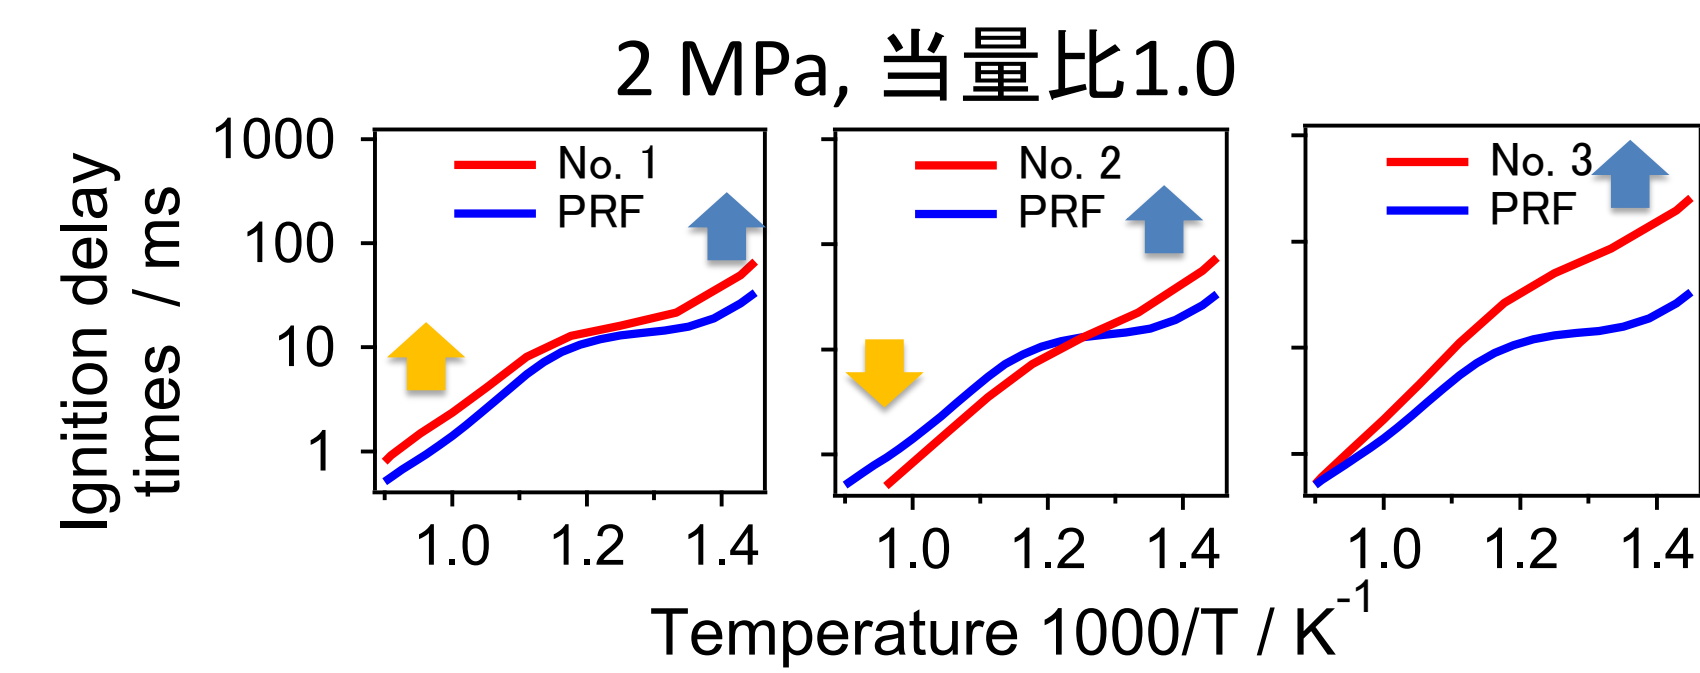 2 MPa, 当量比1.0
Ignition delay
times / ms
1000
100
10
1
No. 1
PRF
1.0 1.2 1.4
No. 2
PRF
1.0 1.2 1.4
No. 3
PRF
1.0 1.2 1.4
Temperature 1000/T / K⁻¹